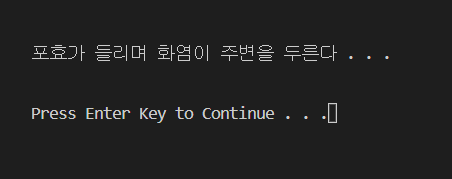 포효가 들리며 화염이 주변을 두른다 . . .
Press Enter Key to Continue . . .